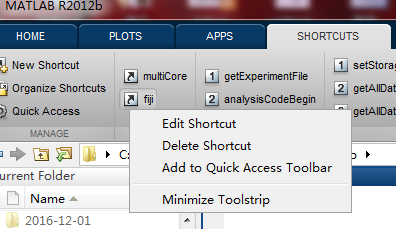 MATLAB R2012b
HOME PLOTS APPS SHORTCUTS
New Shortcut
Organize Shortcuts
Quick Access
MANAGE
multiCore
fiji
1 getExperimentFile
2 analysisCodeBegin
1 setStorag
2 getAllDat
getAllDat
Edit Shortcut
Delete Shortcut
Add to Quick Access Toolbar
Minimize Toolstrip
urrent Folder
Name
2016-12-01